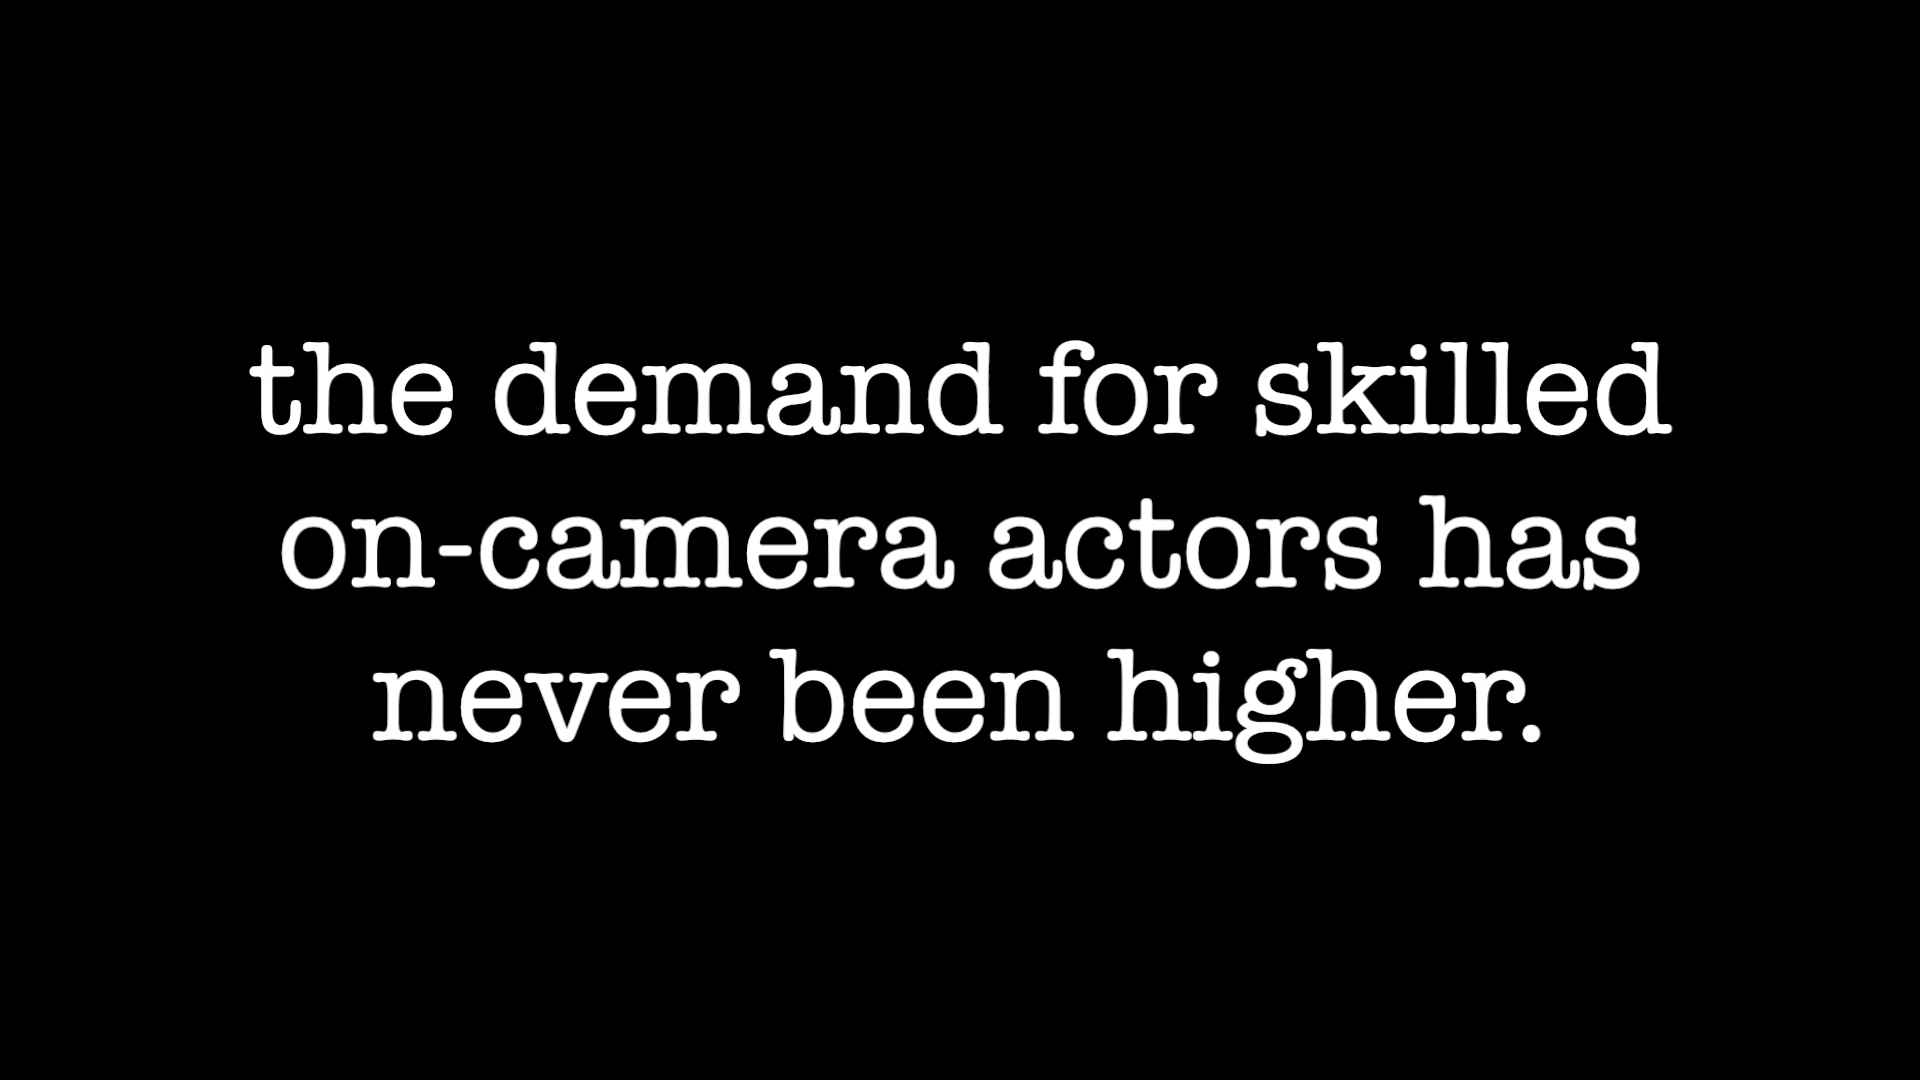 the demand for skilled
on-camera actors has
never been higher.